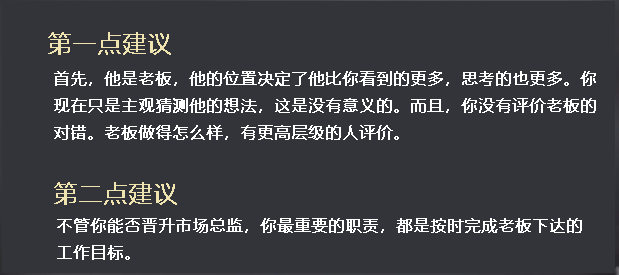 第一点建议
首先，他是老板，他的位置决定了他比你看到的更多，思考的也更多。你
现在只是主观猜测他的想法，这是没有意义的。而且，你没有评价老板的
对错。老板做得怎么样，有更高层级的人评价。
第二点建议
不管你能否晋升市场总监，你最重要的职责，都是按时完成老板下达的
工作目标。